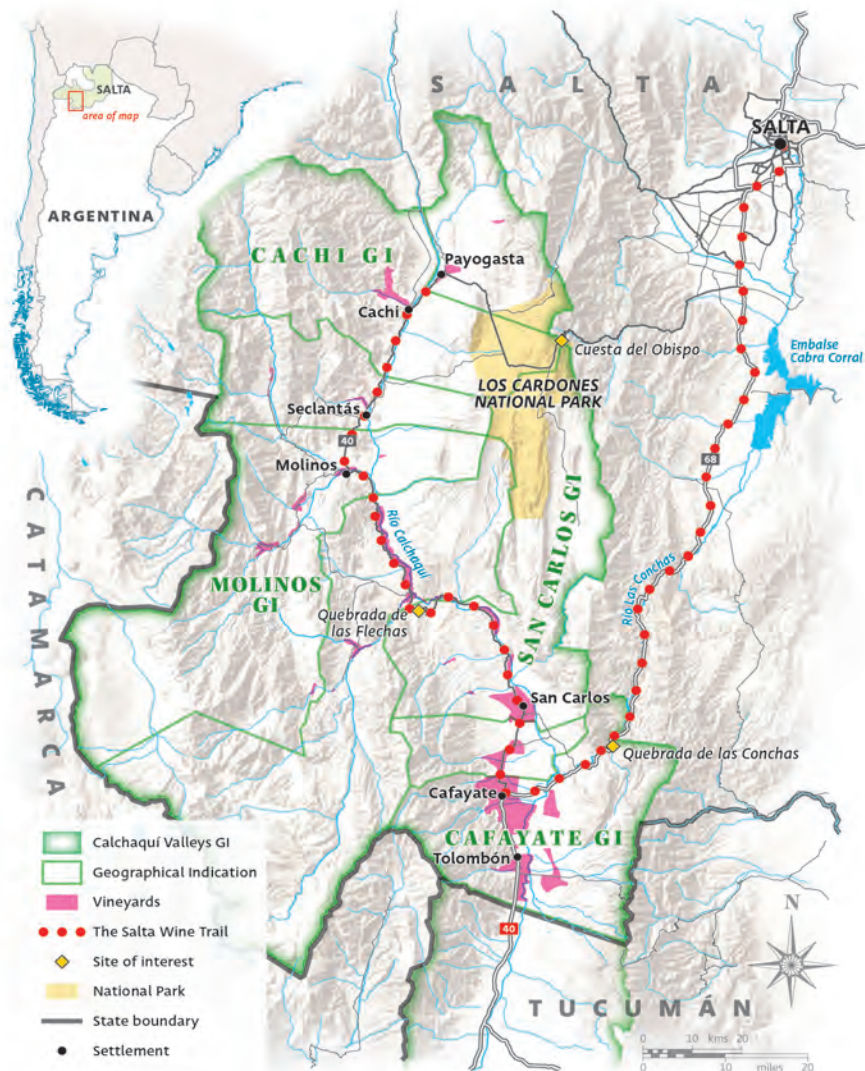 SALTA
area of map
ARGENTINA
SALTA
SALTA
CACHI GI
Payogasta
Cachi
Cuesta del Obispo
Embalse
Cabra Corral
LOS CARDONES
NATIONAL PARK
Seclantás
40
Molinos
68
CATAMARCA
Río Calchaquí
SAN CARLOS GI
Río Las Conchas
MOLINOS
GI
Quebrada de
las Flechas
San Carlos
Quebrada de las Conchas
Cafayate
CAFAYATE GI
Tolombón
40
TUCUMÁN
N
Calchaquí Valleys GI
Geographical Indication
Vineyards
The Salta Wine Trail
Site of interest
National Park
State boundary
Settlement
0 10 kms 20
0 10 miles 20